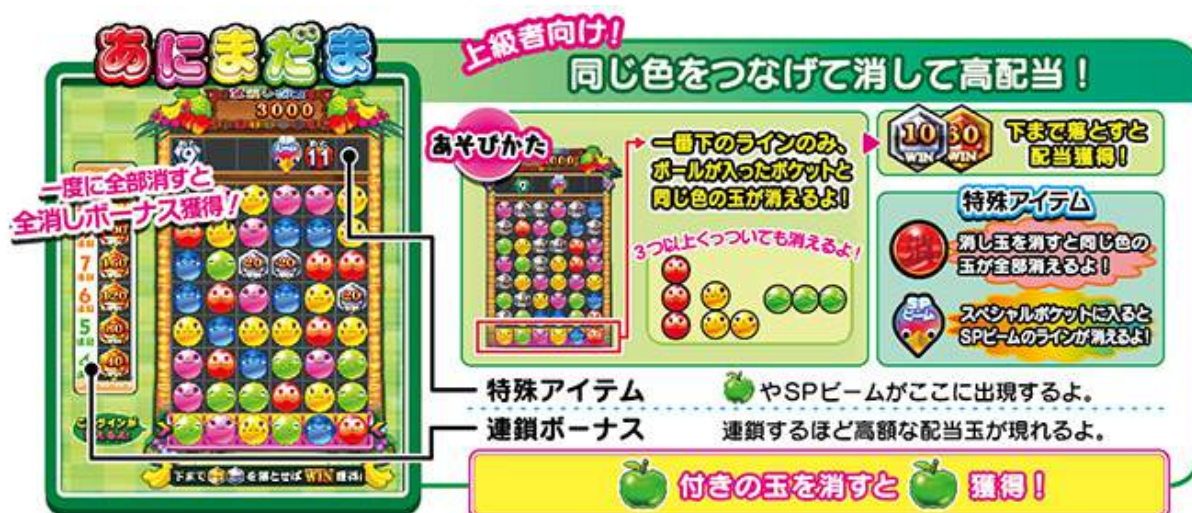 あにまだま
上級者向け!
同じ色をつなげて消して高配当!
3000
9
11
一度に全部消すと
全消しボーナス獲得!
7
6
120
5
4
40
20
20
20
下まで
を落とせば WIN 獲得!
あそびかた
一番下のラインのみ、
ボールが入ったポケットと
同じ色の玉が消えるよ!
3つ以上くっついても消えるよ!
10
WIN
30
WIN
下まで落とすと
配当獲得!
特殊アイテム
消し玉を消すと同じ色の
玉が全部消えるよ!
SP
ビーム
スペシャルポケットに入ると
SPビームのラインが消えるよ!
特殊アイテム
やSPビームがここに出現するよ。
連鎖ボーナス
連鎖するほど高額な配当玉が現れるよ。
付きの玉を消すと
獲得!